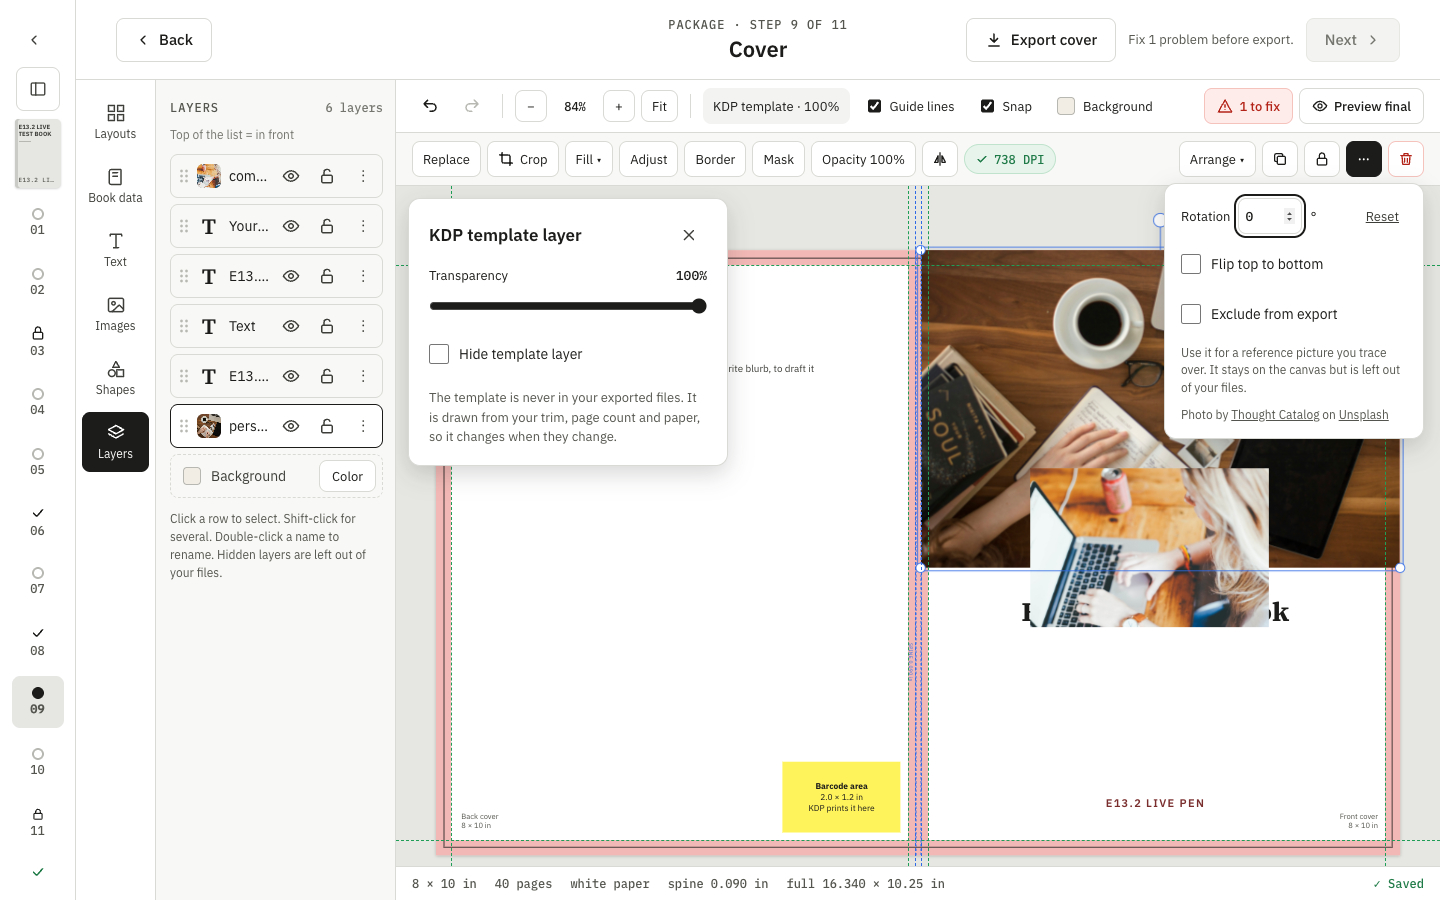 PACKAGE · STEP 9 OF 11
Cover
Back
Export cover
Fix 1 problem before export.
Next
E13.2 LIVE
TEST BOOK
E13.2 LI…
01
02
03
04
05
06
07
08
09
10
11
Layouts
Book data
Text
Images
Shapes
Layers
LAYERS
6 layers
Top of the list = in front
com...
Your...
E13....
Text
E13....
pers...
Background
Color
Click a row to select. Shift-click for
several. Double-click a name to
rename. Hidden layers are left out of
your files.
84%
Fit
KDP template · 100%
Guide lines
Snap
Background
1 to fix
Preview final
Replace
Crop
Fill
Adjust
Border
Mask
Opacity 100%
738 DPI
Arrange
KDP template layer
Transparency
100%
Hide template layer
The template is never in your exported files. It
is drawn from your trim, page count and paper,
so it changes when they change.
rite blurb, to draft it
Rotation
0
°
Reset
Flip top to bottom
Exclude from export
Use it for a reference picture you trace
over. It stays on the canvas but is left out
of your files.
Photo by Thought Catalog on Unsplash
SOUL
ok
Barcode area
2.0 × 1.2 in
KDP prints it here
Back cover
8 × 10 in
E13.2 LIVE PEN
Front cover
8 × 10 in
8 × 10 in
40 pages
white paper
spine 0.090 in
full 16.340 × 10.25 in
✓ Saved